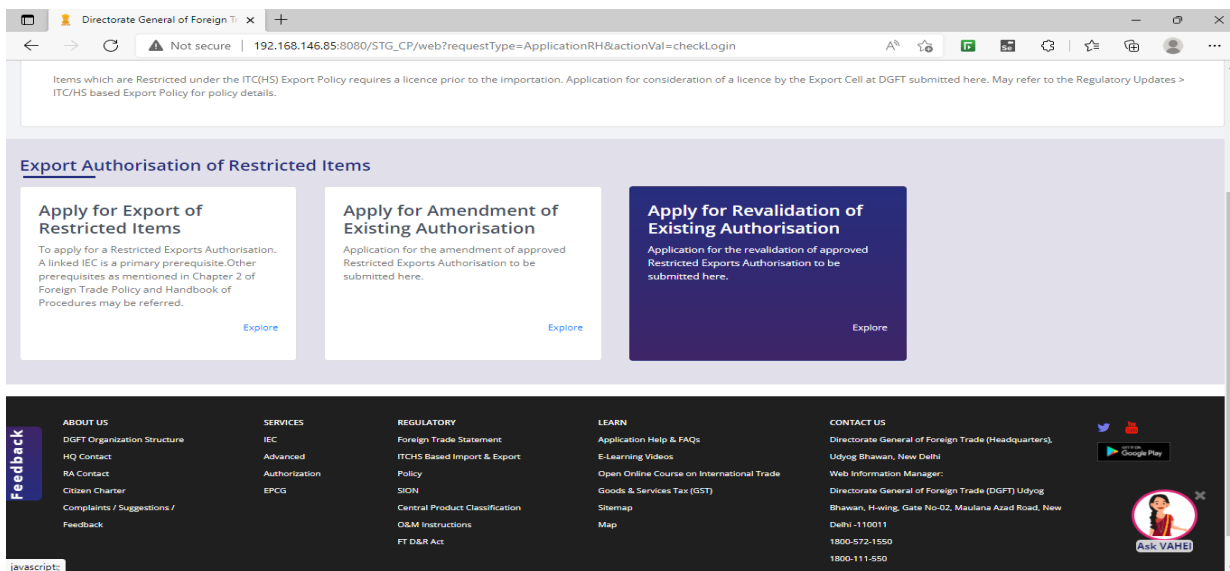 Directorate General of Foreign Tr
Not secure | 192.168.146.85:8080/STG_CP/web?requestType=ApplicationRH&actionVal=checkLogin
Items which are Restricted under the ITC(HS) Export Policy requires a licence prior to the importation. Application for consideration of a licence by the Export Cell at DGFT submitted here. May refer to the Regulatory Updates >
ITC/HS based Export Policy for policy details.
Export Authorisation of Restricted Items
Apply for Export of
Restricted Items
To apply for a Restricted Exports Authorisation.
A linked IEC is a primary prerequisite.Other
prerequisites as mentioned in Chapter 2 of
Foreign Trade Policy and Handbook of
Procedures may be referred.
Explore
Apply for Amendment of
Existing Authorisation
Application for the amendment of approved
Restricted Exports Authorisation to be
submitted here.
Explore
Apply for Revalidation of
Existing Authorisation
Application for the revalidation of approved
Restricted Exports Authorisation to be
submitted here.
Explore
Feedback
ABOUT US
DGFT Organization Structure
HQ Contact
RA Contact
Citizen Charter
Complaints / Suggestions /
Feedback
SERVICES
IEC
Advanced
Authorization
EPCG
REGULATORY
Foreign Trade Statement
ITCHS Based Import & Export
Policy
SION
Central Product Classification
O&M Instructions
FT D&R Act
LEARN
Application Help & FAQs
E-Learning Videos
Open Online Course on International Trade
Goods & Services Tax (GST)
Sitemap
Map
CONTACT US
Directorate General of Foreign Trade (Headquarters),
Udyog Bhawan, New Delhi
Web Information Manager:
Directorate General of Foreign Trade (DGFT) Udyog
Bhawan, H-wing, Gate No-02, Maulana Azad Road, New
Delhi -110011
1800-572-1550
1800-111-550
GET IT ON
Google Play
Ask VAHEI
javascript:;